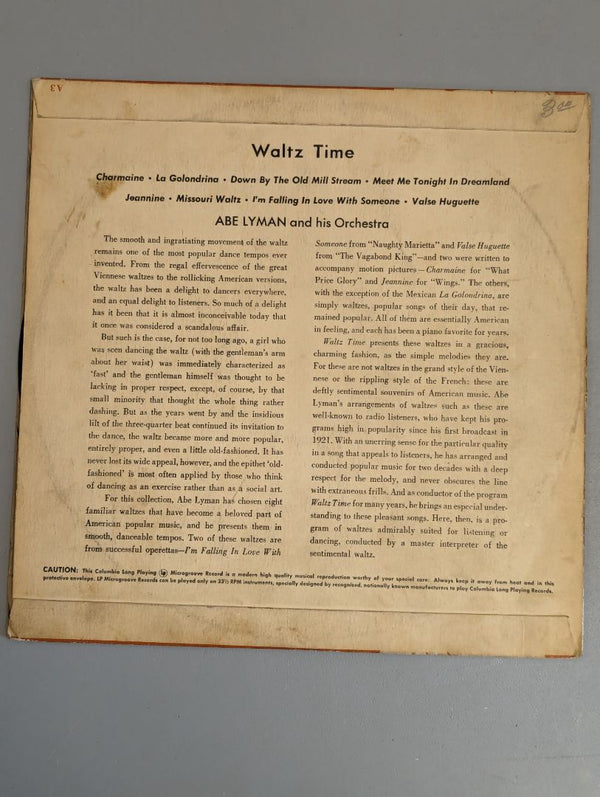 A3
3.00
Waltz Time
Charmaine • La Golondrina • Down By The Old Mill Stream • Meet Me Tonight In Dreamland
Jeannine • Missouri Waltz • I'm Falling In Love With Someone • Valse Huguette
ABE LYMAN and his Orchestra
The smooth and ingratiating movement of the waltz
remains one of the most popular dance tempos ever
invented. From the regal effervescence of the great
Viennese waltzes to the rollicking American versions,
the waltz has been a delight to dancers everywhere,
and an equal delight to listeners. So much of a delight
has it been that it is almost inconceivable today that
it once was considered a scandalous affair.
But such is the case, for not too long ago, a girl who
was seen dancing the waltz (with the gentleman's arm
about her waist) was immediately characterized as
'fast' and the gentleman himself was thought to be
lacking in proper respect, except, of course, by that
small minority that thought the whole thing rather
dashing. But as the years went by and the insidious
lilt of the three-quarter beat continued its invitation to
the dance, the waltz became more and more popular,
entirely proper, and even a little old-fashioned. It has
never lost its wide appeal, however, and the epithet 'old-
fashioned' is most often applied by those who think
of dancing as an exercise rather than as a social art.
For this collection, Abe Lyman has chosen eight
familiar waltzes that have become a beloved part of
American popular music, and he presents them in
smooth, danceable tempos. Two of these waltzes are
from successful operettas—I'm Falling In Love With
Someone from "Naughty Marietta" and Valse Huguette
from "The Vagabond King"—and two were written to
accompany motion pictures—Charmaine for "What
Price Glory" and Jeannine for "Wings." The others,
with the exception of the Mexican La Golondrina, are
simply waltzes, popular songs of their day, that re-
mained popular. All of them are essentially American
in feeling, and each has been a piano favorite for years.
Waltz Time presents these waltzes in a gracious,
charming fashion, as the simple melodies they are.
For these are not waltzes in the grand style of the Vien-
nese or the rippling style of the French: these are
deftly sentimental souvenirs of American music. Abe
Lyman's arrangements of waltzes such as these are
well-known to radio listeners, who have kept his pro-
grams high in popularity since his first broadcast in
1921. With an unerring sense for the particular quality
in a song that appeals to listeners, he has arranged and
conducted popular music for two decades with a deep
respect for the melody, and never obscures the line
with extraneous frills. And as conductor of the program
Waltz Time for many years, he brings an especial under-
standing to these pleasant songs. Here, then, is a pro-
gram of waltzes admirably suited for listening or
dancing, conducted by a master interpreter of the
sentimental waltz.
CAUTION: This Columbia Long Playing LP Microgroove Record is a modern high quality musical reproduction worthy of your special care. Always keep it away from heat and in this
protective envelope. LP Microgroove Records can be played only on 33⅓ RPM instruments, specially designed by recognized, nationally known manufacturers to play Columbia Long Playing Records.